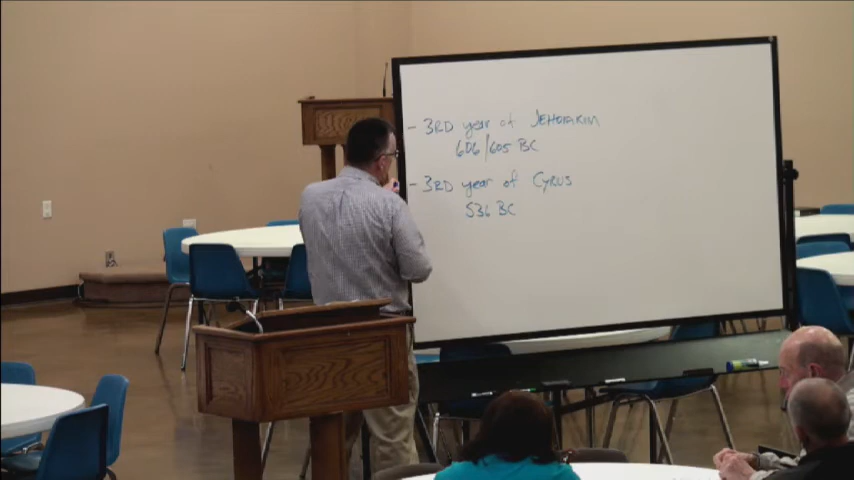 - 3RD year of JEHOIAKIM
606/605 BC
- 3RD year of CYRUS
536 BC